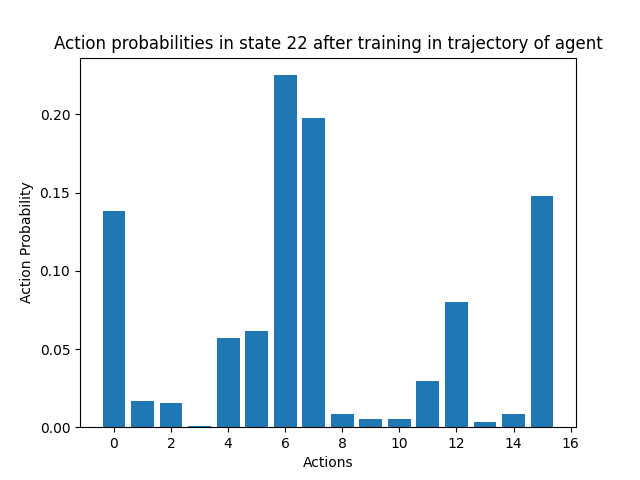 Action probabilities in state 22 after training in trajectory of agent
0.20
0.15
0.10
0.05
0.00
Action Probability
0 2 4 6 8 10 12 14 16
Actions